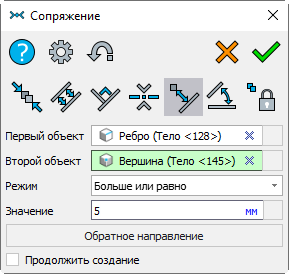 Сопряжение
Первый объект Ребро (Тело <128>)
Второй объект Вершина (Тело <145>)
Режим Больше или равно
Значение 5 мм
Обратное направление
Продолжить создание